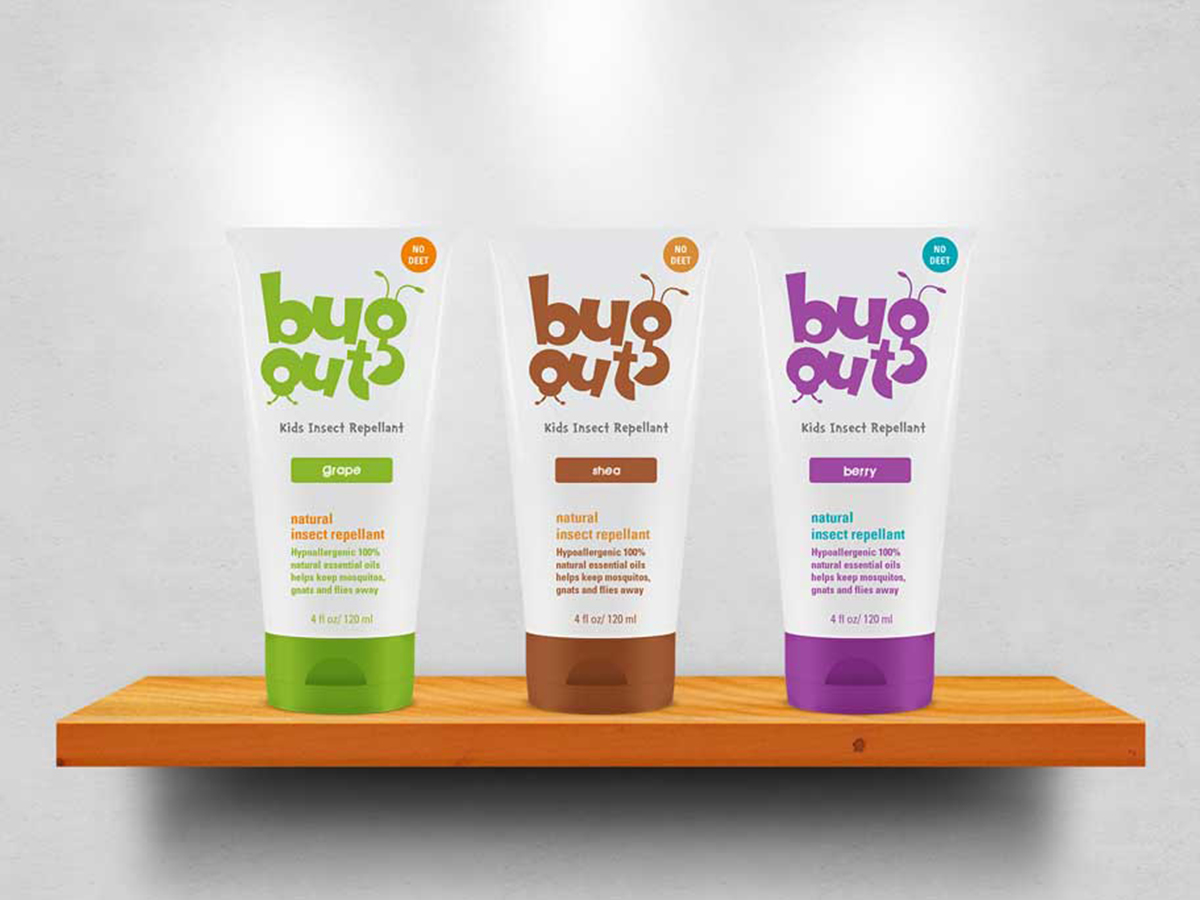 NO
DEET
bug
out
Kids Insect Repellant
grape
natural
insect repellant
Hypoallergenic 100%
natural essential oils
helps keep mosquitos,
gnats and flies away
4 fl oz/ 120 ml
NO
DEET
bug
out
Kids Insect Repellant
shea
natural
insect repellant
Hypoallergenic 100%
natural essential oils
helps keep mosquitos,
gnats and flies away
4 fl oz/ 120 ml
NO
DEET
bug
out
Kids Insect Repellant
berry
natural
insect repellant
Hypoallergenic 100%
natural essential oils
helps keep mosquitos,
gnats and flies away
4 fl oz/ 120 ml